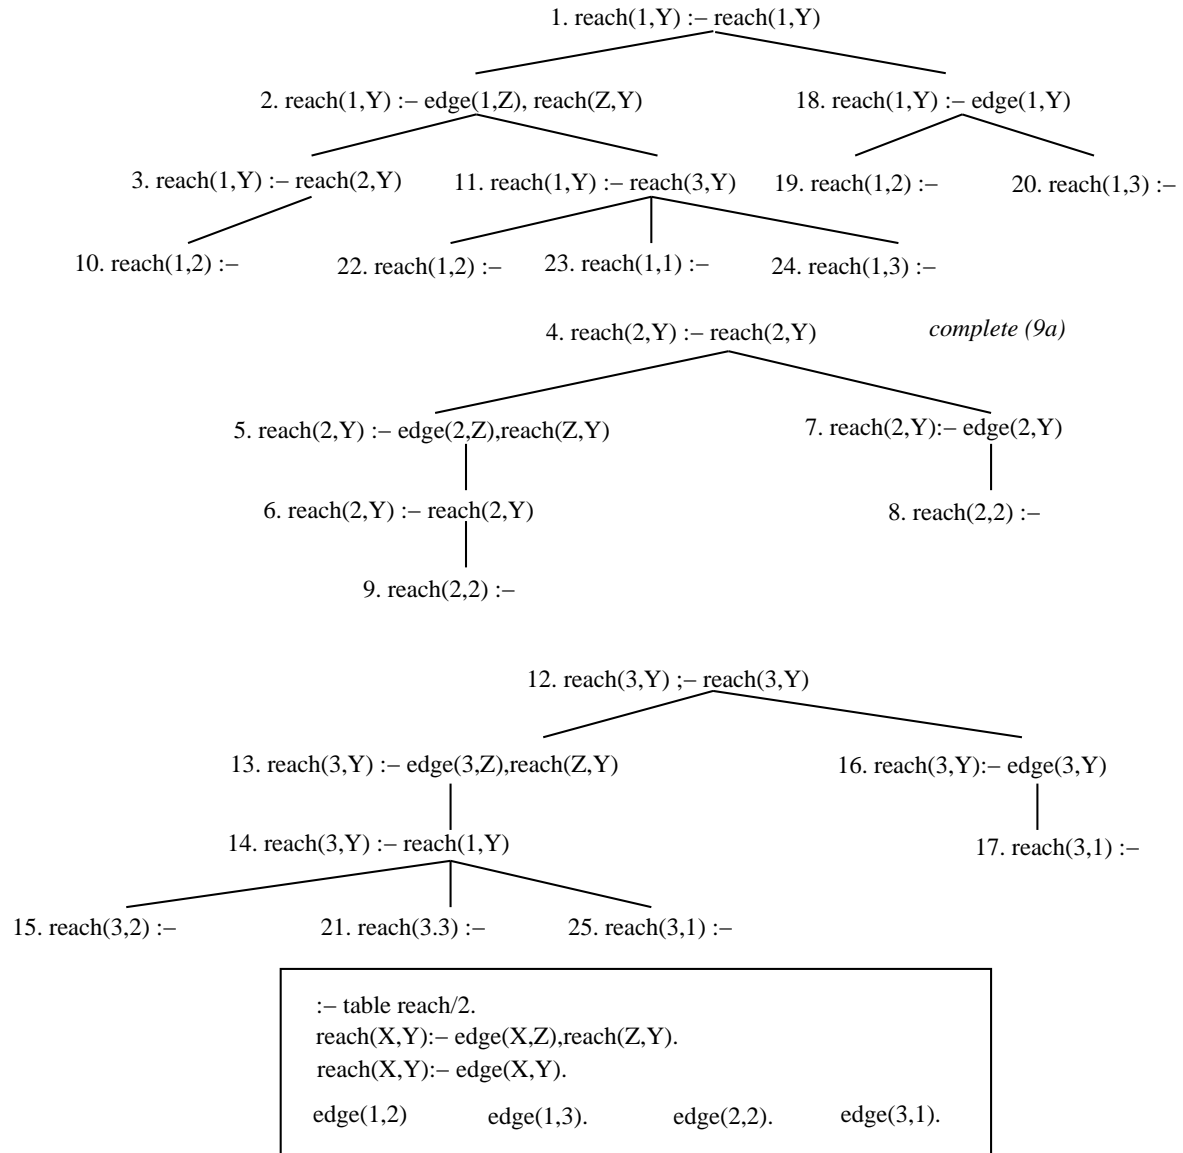 1. reach(1,Y) :– reach(1,Y)
2. reach(1,Y) :– edge(1,Z), reach(Z,Y)
18. reach(1,Y) :– edge(1,Y)
3. reach(1,Y) :– reach(2,Y)
11. reach(1,Y) :– reach(3,Y)
19. reach(1,2) :–
20. reach(1,3) :–
10. reach(1,2) :–
22. reach(1,2) :–
23. reach(1,1) :–
24. reach(1,3) :–
4. reach(2,Y) :– reach(2,Y)
complete (9a)
5. reach(2,Y) :– edge(2,Z),reach(Z,Y)
7. reach(2,Y):– edge(2,Y)
6. reach(2,Y) :– reach(2,Y)
8. reach(2,2) :–
9. reach(2,2) :–
12. reach(3,Y) ;– reach(3,Y)
13. reach(3,Y) :– edge(3,Z),reach(Z,Y)
16. reach(3,Y):– edge(3,Y)
14. reach(3,Y) :– reach(1,Y)
17. reach(3,1) :–
15. reach(3,2) :–
21. reach(3.3) :–
25. reach(3,1) :–
:– table reach/2.
reach(X,Y):– edge(X,Z),reach(Z,Y).
reach(X,Y):– edge(X,Y).
edge(1,2)
edge(1,3).
edge(2,2).
edge(3,1).